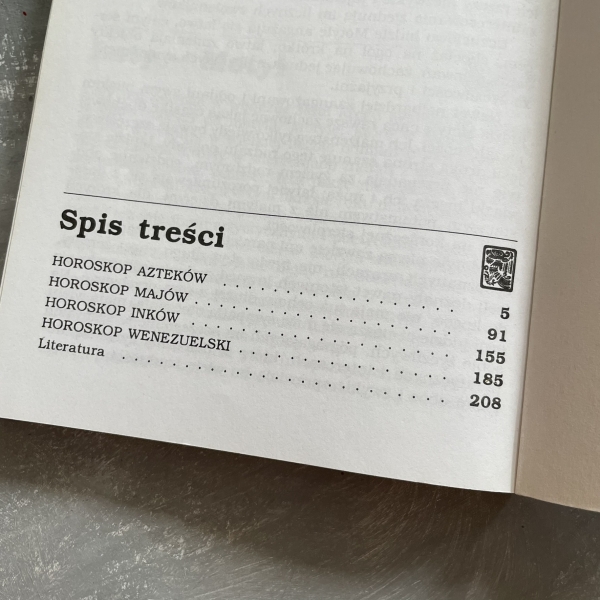 Spis treści
HOROSKOP AZTEKÓW . . . . . . . . . . . . . . . . . . 5
HOROSKOP MAJÓW . . . . . . . . . . . . . . . . . . . . 91
HOROSKOP INKÓW . . . . . . . . . . . . . . . . . . . . 155
HOROSKOP WENEZUELSKI . . . . . . . . . . . . . . . . 185
Literatura . . . . . . . . . . . . . . . . . . . . . . . . . 208